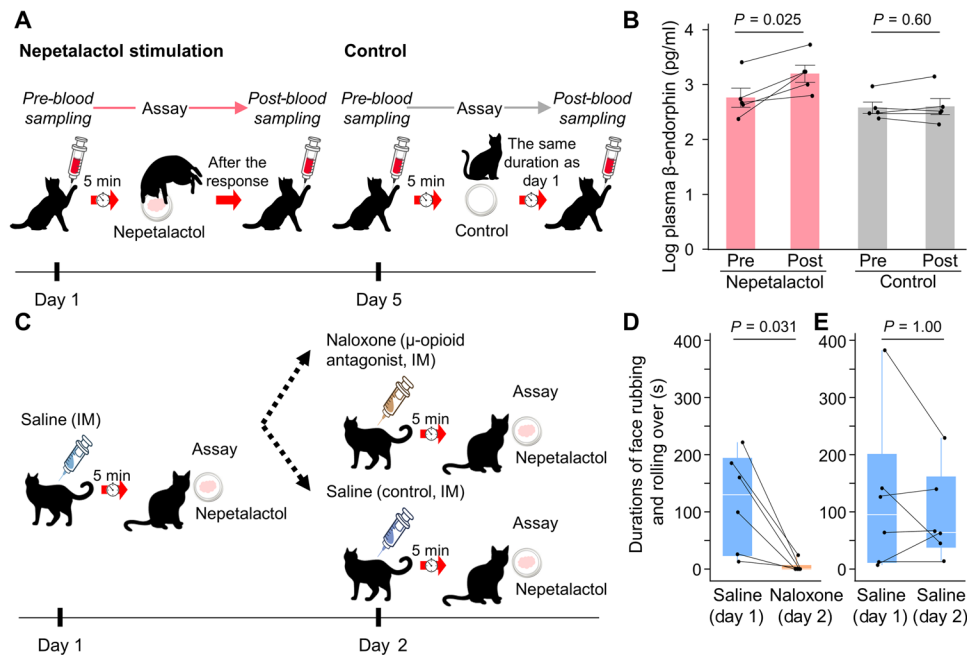 A
Nepetalactol stimulation
Control
Pre-blood
sampling
Assay
Post-blood
sampling
Pre-blood
sampling
Assay
Post-blood
sampling
5 min
After the
response
Nepetalactol
5 min
The same
duration as
day 1
Control
Day 1
Day 5
B
P = 0.025
P = 0.60
Log plasma β-endorphin (pg/ml)
4
3
2
1
0
Pre
Post
Pre
Post
Nepetalactol
Control
C
Saline (IM)
5 min
Assay
Nepetalactol
Naloxone (μ-opioid
antagonist, IM)
5 min
Assay
Nepetalactol
Saline (control, IM)
5 min
Assay
Nepetalactol
Day 1
Day 2
D
P = 0.031
Durations of face rubbing
and rolling over (s)
400
300
200
100
0
Saline
(day 1)
Naloxone
(day 2)
E
P = 1.00
400
300
200
100
0
Saline
(day 1)
Saline
(day 2)